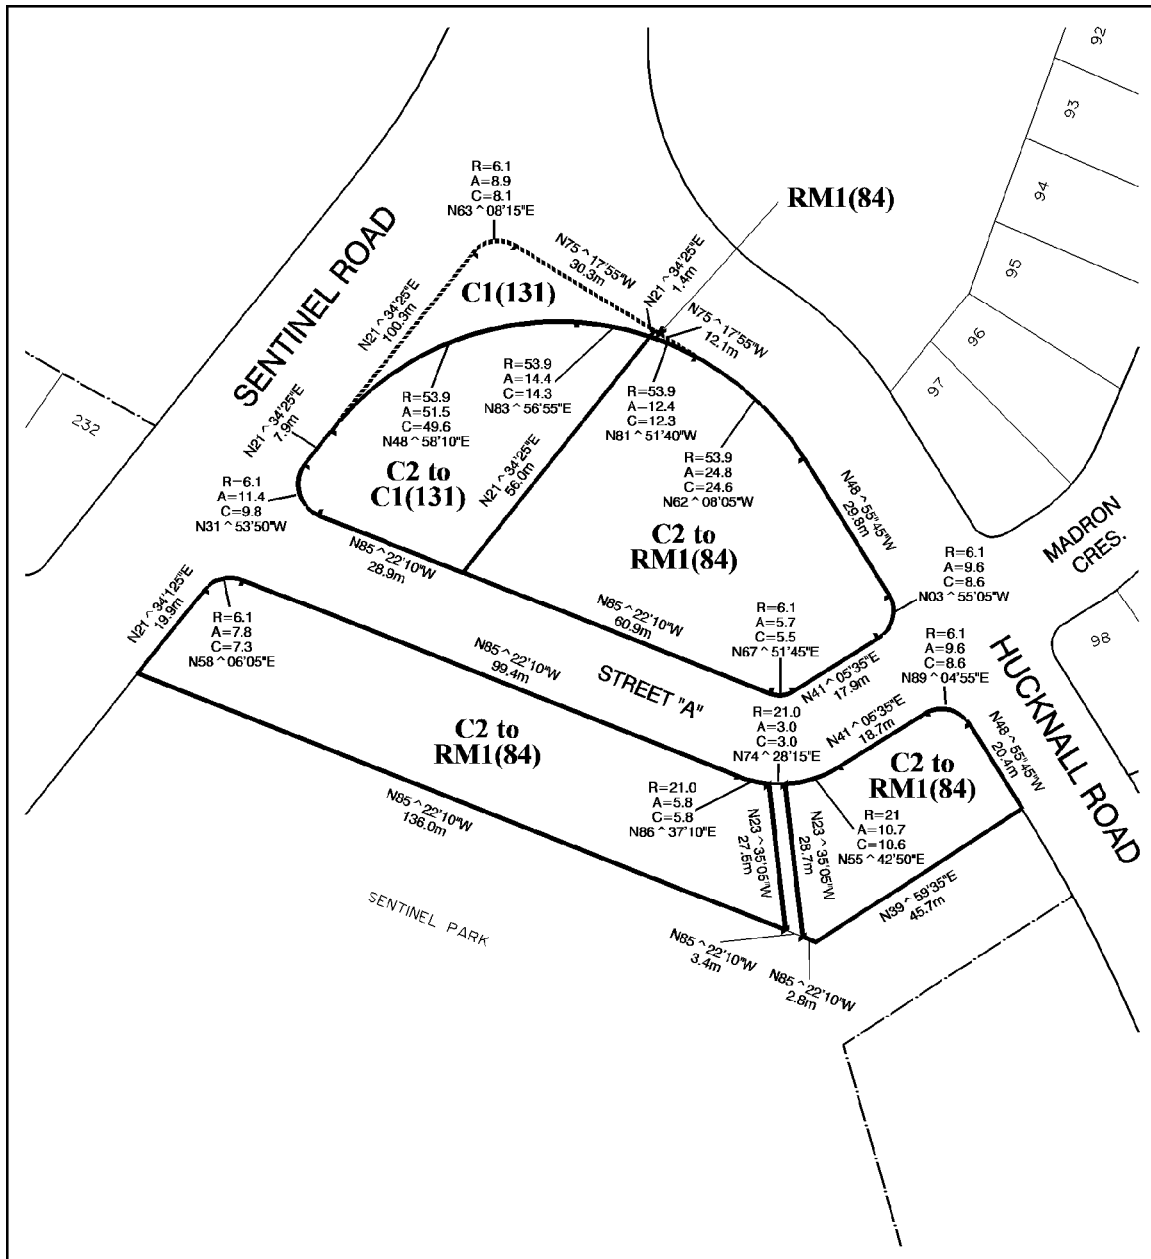 92
93
94
95
96
97
98
232
SENTINEL ROAD
R=6.1
A=8.9
C=8.1
N63^08'15"E
RM1(84)
N75^17'55"W
30.3m
N21^34'25"E
1.4m
C1(131)
N21^34'25"E
100.3m
N75^17'55"W
12.1m
R=53.9
A=14.4
C=14.3
N83^56'55"E
R=53.9
A=51.5
C=49.6
N48^58'10"E
R=53.9
A=12.4
C=12.3
N81^51'40"W
N21^34'25"E
7.9m
R=53.9
A=24.8
C=24.6
N62^08'05"W
N21^34'25"E
56.0m
C2 to
C1(131)
R=6.1
A=11.4
C=9.8
N31^53'50"W
N48^55'45"W
29.8m
C2 to
RM1(84)
MADRON
CRES.
N85^22'10"W
28.9m
R=6.1
A=9.6
C=8.6
N03^55'05"W
N21^34'125"E
19.9m
R=6.1
A=7.8
C=7.3
N58^06'05"E
N85^22'10"W
60.9m
R=6.1
A=5.7
C=5.5
N67^51'45"E
R=6.1
A=9.6
C=8.6
N89^04'55"E
N85^22'10"W
99.4m
STREET "A"
N41^05'35"E
17.9m
HUCKNALL ROAD
R=21.0
A=3.0
C=3.0
N74^28'15"E
N41^05'35"E
18.7m
N48^55'45"W
20.4m
C2 to
RM1(84)
C2 to
RM1(84)
R=21.0
A=5.8
C=5.8
N86^37'10"E
N85^22'10"W
136.0m
N23^35'05"W
27.5m
N23^35'05"W
28.7m
R=21
A=10.7
C=10.6
N55^42'50"E
N39^59'35"E
45.7m
SENTINEL PARK
N85^22'10"W
3.4m
N85^22'10"W
2.8m